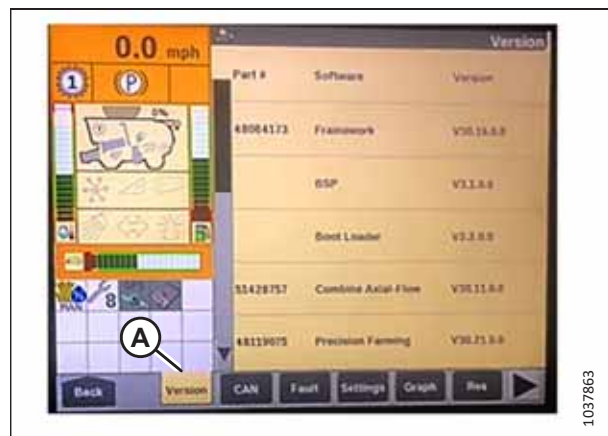 0.0 mph
Version
1 P
Part # Software Version
0%
48084173 Framework V30.16.0.0
BSP V3.1.0.0
Boot Loader V3.3.0.0
51428757 Combine Axial-Flow V30.11.0.0
MAN 8
A
48119075 Precision Farming V30.21.0.0
Back Version CAN Fault Settings Graph Res
1037863